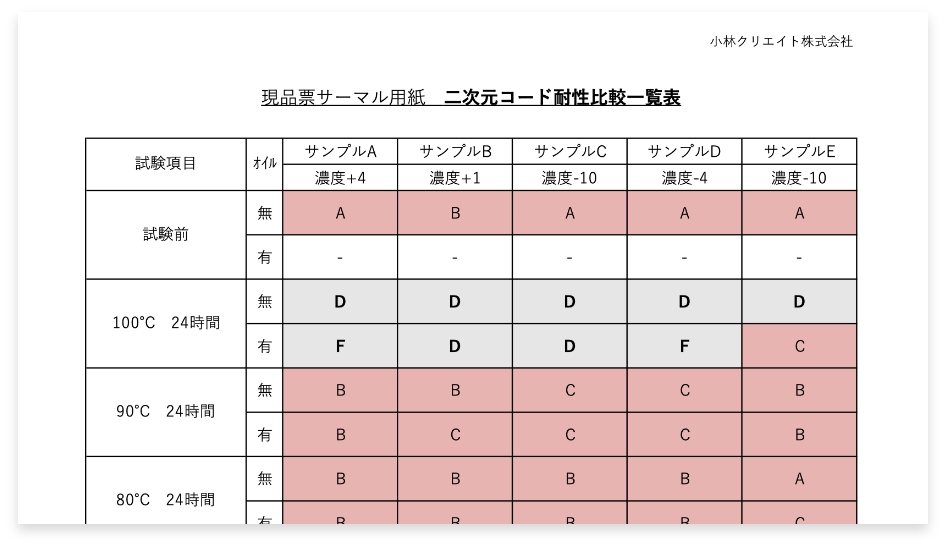 小林クリエイト株式会社
現品票サーマル用紙　二次元コード耐性比較一覧表
試験項目 ｵｲﾙ サンプルA サンプルB サンプルC サンプルD サンプルE
濃度+4 濃度+1 濃度-10 濃度-4 濃度-10
試験前 無 A B A A A
有 - - - - -
100°C　24時間 無 D D D D D
有 F D D F C
90°C　24時間 無 B B C C B
有 B C C C B
80°C　24時間 無 B B B B A
有 B B B B C